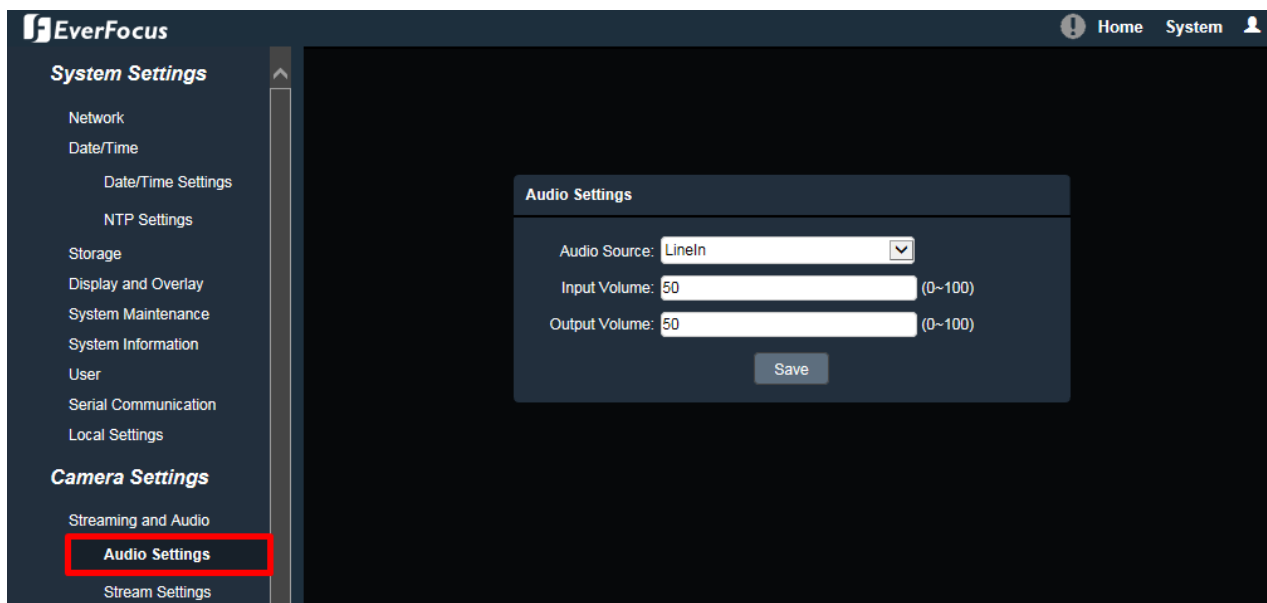 EverFocus
Home System
System Settings
Network
Date/Time
Date/Time Settings
NTP Settings
Storage
Display and Overlay
System Maintenance
System Information
User
Serial Communication
Local Settings
Camera Settings
Streaming and Audio
Audio Settings
Stream Settings
Audio Settings
Audio Source: LineIn
Input Volume: 50 (0~100)
Output Volume: 50 (0~100)
Save